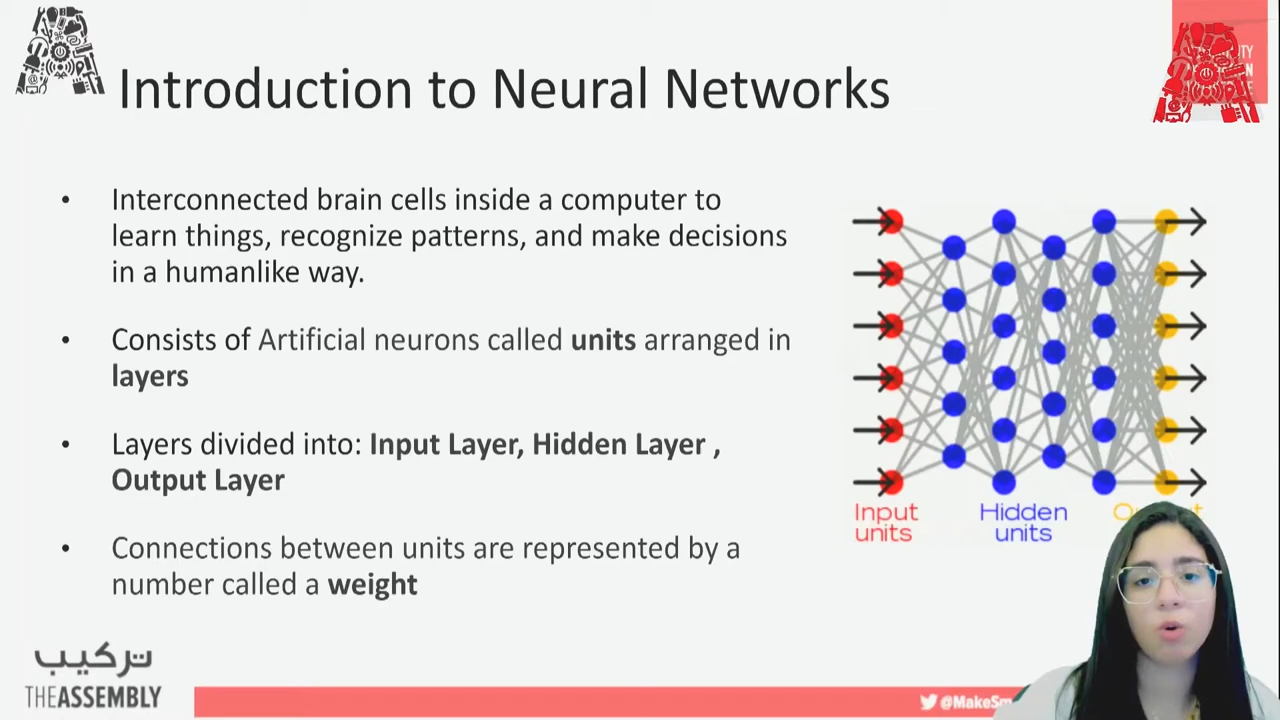 Introduction to Neural Networks
• Interconnected brain cells inside a computer to
learn things, recognize patterns, and make decisions
in a humanlike way.
• Consists of Artificial neurons called units arranged in
layers
• Layers divided into: Input Layer, Hidden Layer ,
Output Layer
• Connections between units are represented by a
number called a weight
Input
units
Hidden
units
تركيب
THEASSEMBLY